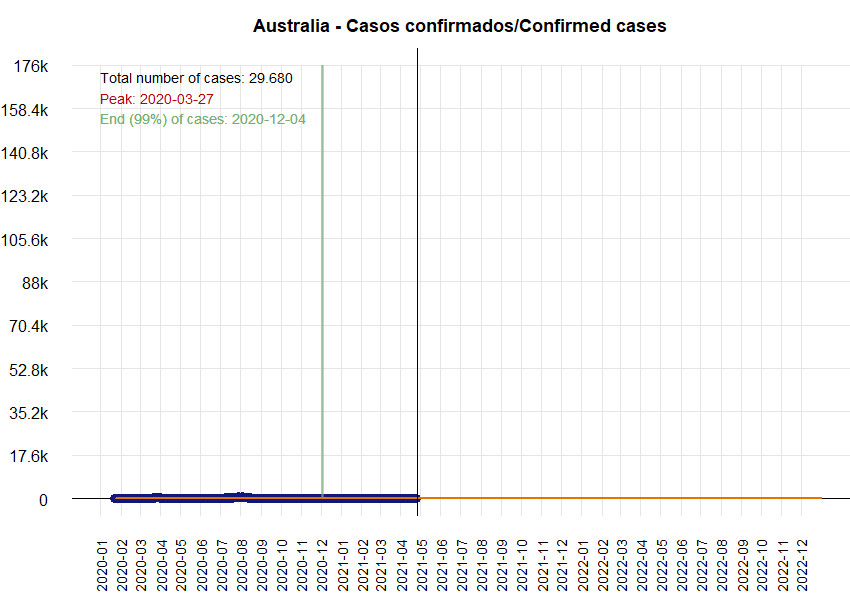 Australia - Casos confirmados/Confirmed cases
176k
Total number of cases: 29.680
Peak: 2020-03-27
158.4k
End (99%) of cases: 2020-12-04
140.8k
123.2k
105.6k
88k
70.4k
52.8k
35.2k
17.6k
0
2020-01
2020-02
2020-03
2020-04
2020-05
2020-06
2020-07
2020-08
2020-09
2020-10
2020-11
2020-12
2021-01
2021-02
2021-03
2021-04
2021-05
2021-06
2021-07
2021-08
2021-09
2021-10
2021-11
2021-12
2022-01
2022-02
2022-03
2022-04
2022-05
2022-06
2022-07
2022-08
2022-09
2022-10
2022-11
2022-12